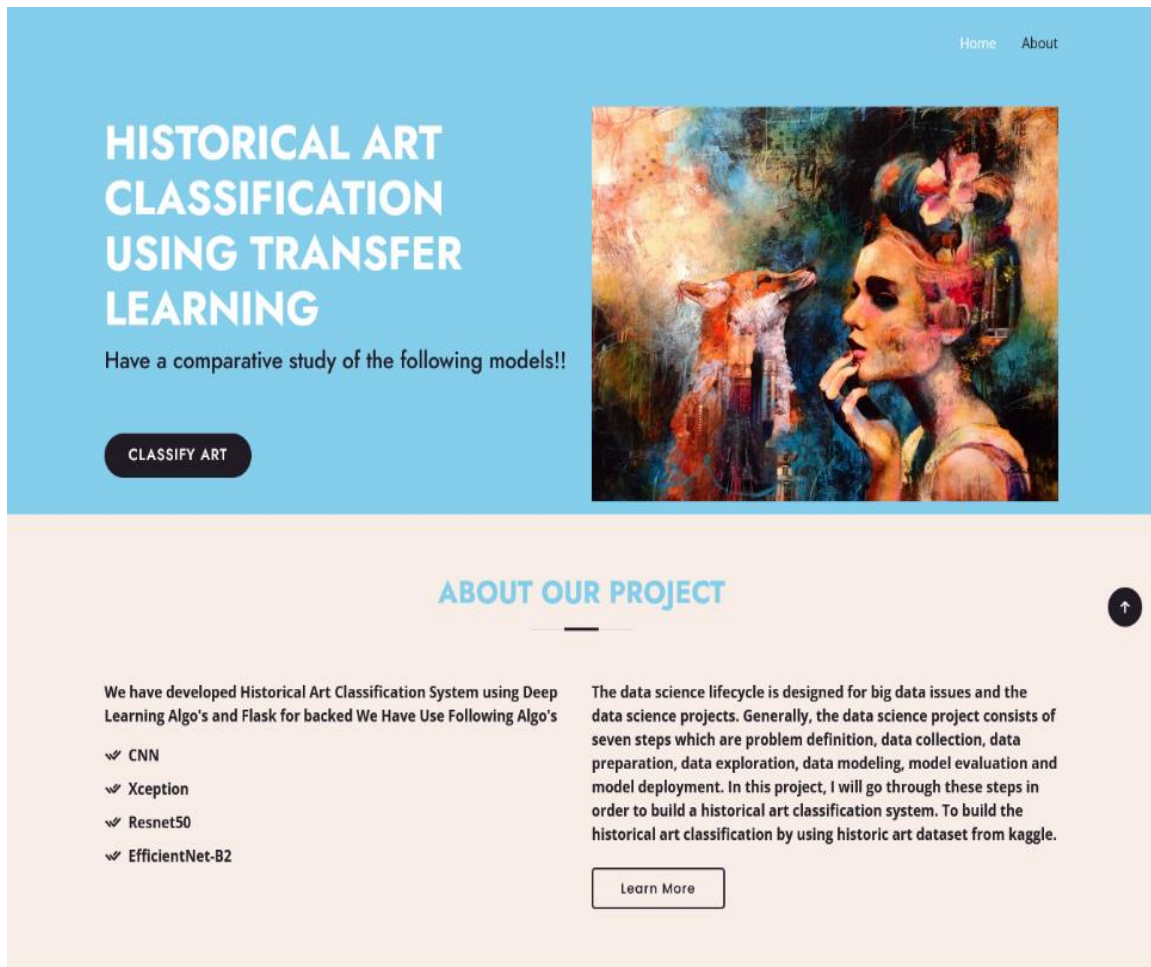 Home About
HISTORICAL ART
CLASSIFICATION
USING TRANSFER
LEARNING
Have a comparative study of the following models!!
CLASSIFY ART
ABOUT OUR PROJECT
We have developed Historical Art Classification System using Deep
Learning Algo's and Flask for backed We Have Use Following Algo's
CNN
Xception
Resnet50
EfficientNet-B2
The data science lifecycle is designed for big data issues and the
data science projects. Generally, the data science project consists of
seven steps which are problem definition, data collection, data
preparation, data exploration, data modeling, model evaluation and
model deployment. In this project, I will go through these steps in
order to build a historical art classification system. To build the
historical art classification by using historic art dataset from kaggle.
Learn More